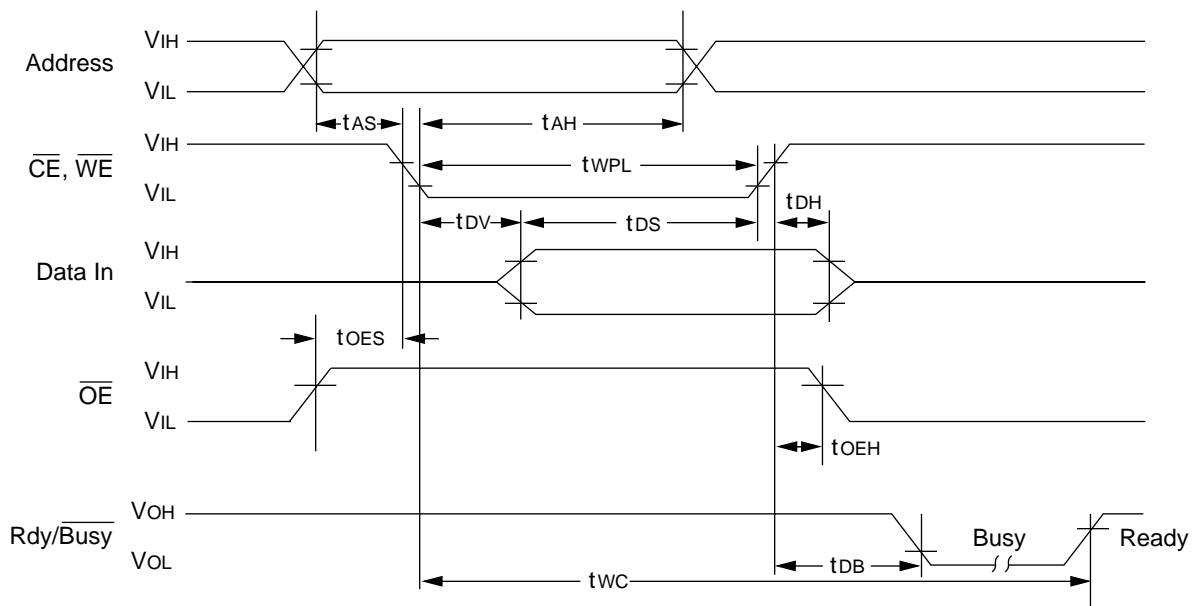 Address
VIH
VIL
tAS
tAH
CE, WE
VIH
VIL
tWPL
tDH
tDV
tDS
Data In
VIH
VIL
tOES
OE
VIH
VIL
tOEH
Rdy/Busy
VOH
VOL
Busy
Ready
tDB
tWC